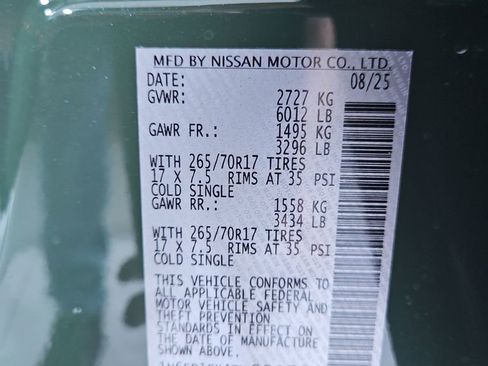 MFD BY NISSAN MOTOR CO., LTD.
DATE: 08/25
GVWR: 2727 KG
6012 LB
GAWR FR.: 1495 KG
3296 LB
WITH 265/70R17 TIRES
17 X 7.5 RIMS AT 35 PSI
COLD SINGLE
GAWR RR.: 1558 KG
3434 LB
WITH 265/70R17 TIRES
17 X 7.5 RIMS AT 35 PSI
COLD SINGLE
THIS VEHICLE CONFORMS TO
ALL APPLICABLE FEDERAL
MOTOR VEHICLE SAFETY AND
THEFT PREVENTION
STANDARDS IN EFFECT ON
THE DATE OF MANUFACTURE
SHOWN ABOVE.